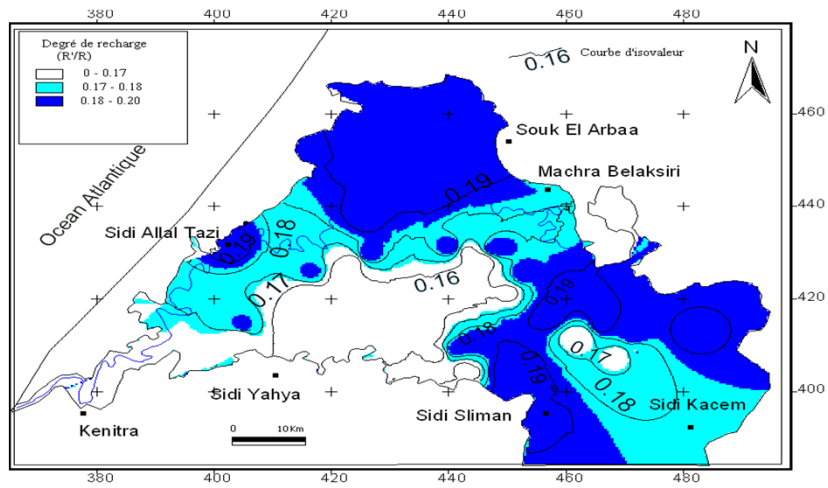 380 400 420 440 460 480
Degré de recharge
(R'/R)
0 - 0.17
0.17 - 0.18
0.18 - 0.20
0.16 Courbe d'isovaleur
N
460
Souk El Arbaa
Machra Belaksiri
Ocean Atlantique
0.19
440
Sidi Allal Tazi
0.18
0.19
0.16
0.17
0.19
420
0.18
0.17
0.19
0.18
400
Sidi Yahya
Sidi Sliman
Sidi Kacem
Kenitra
0 10Km
380 400 420 440 460 480